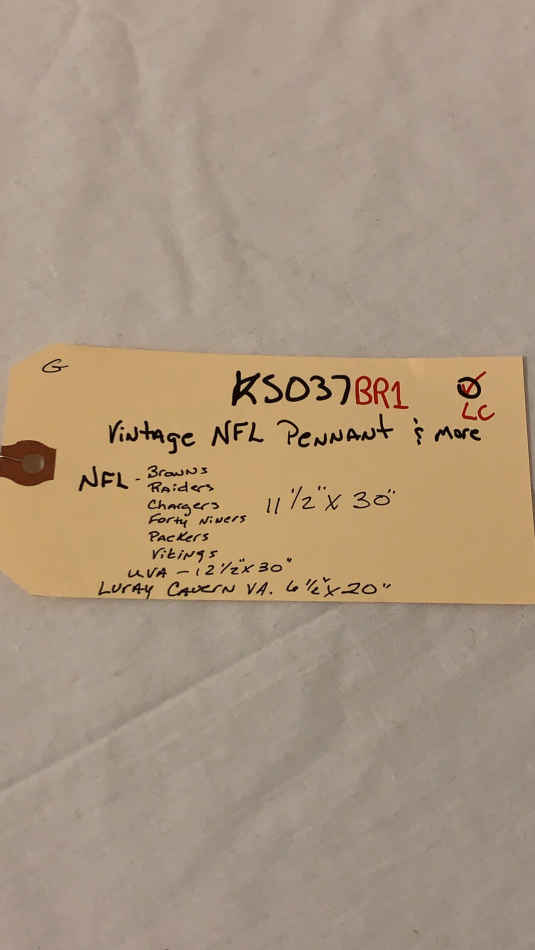 G
KS037BR1
LC
Vintage NFL Pennant & More
NFL - Browns
Raiders
Chargers 11 1/2" x 30"
Forty Niners
Packers
Vikings
UVA - 12 1/2" x 30"
Luray Cavern VA. 6 1/2" x 20"